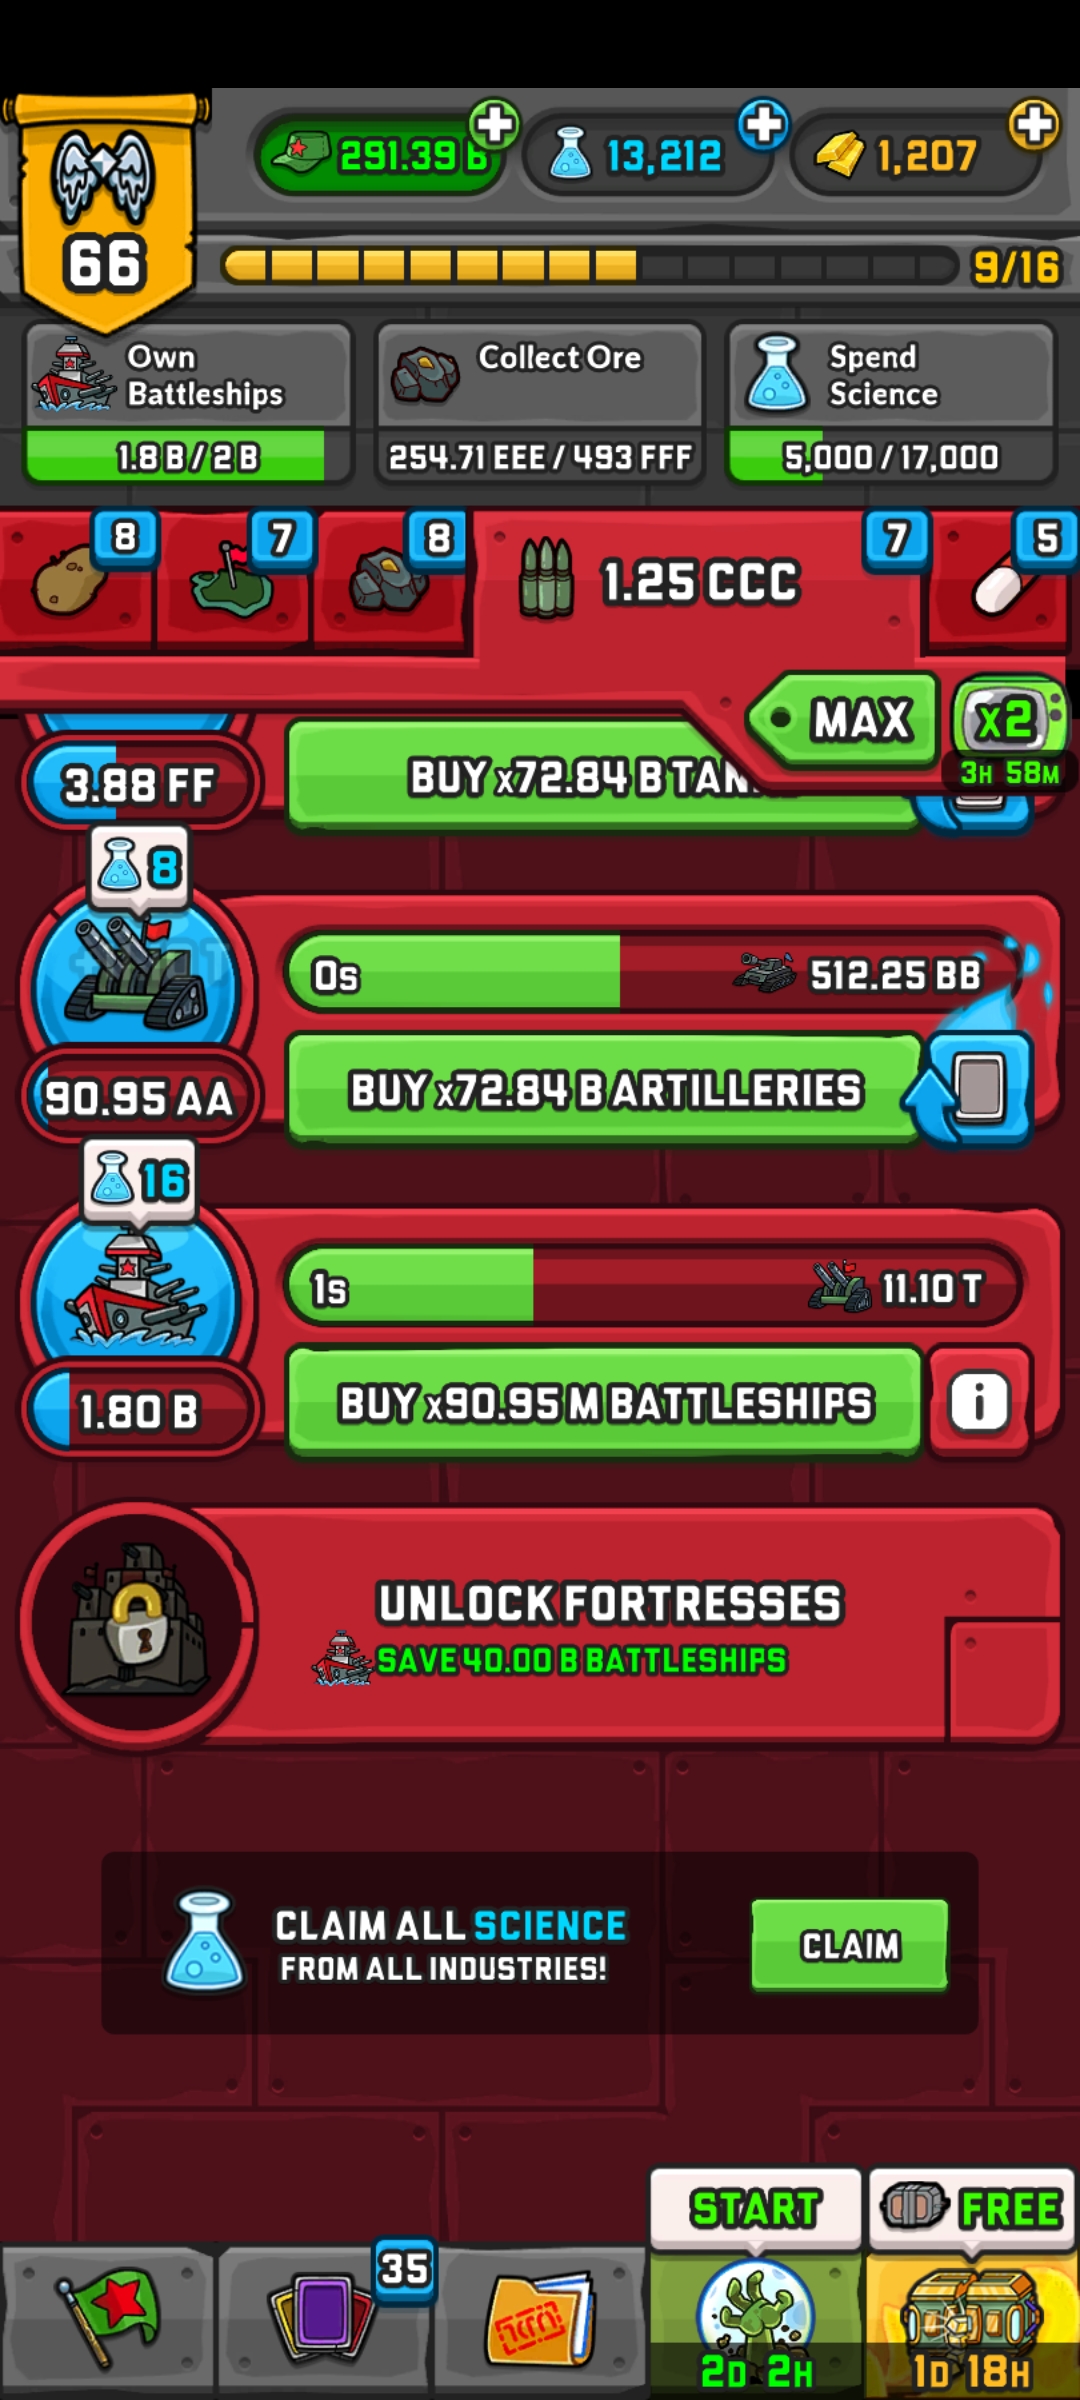 66
291.39 B
13,212
1,207
9/16
Own
Battleships
1.8 B / 2 B
Collect Ore
254.71 EEE / 493 FFF
Spend
Science
5,000 / 17,000
8
7
8
1.25 CCC
7
5
MAX
x2
3H 58M
3.88 FF
BUY x72.84 B TAN
8
0s
512.25 BB
90.95 AA
BUY x72.84 B ARTILLERIES
16
1s
11.10 T
1.80 B
BUY x90.95 M BATTLESHIPS
i
UNLOCK FORTRESSES
SAVE 40.00 B BATTLESHIPS
CLAIM ALL SCIENCE
FROM ALL INDUSTRIES!
CLAIM
START
FREE
35
2D 2H
1D 18H